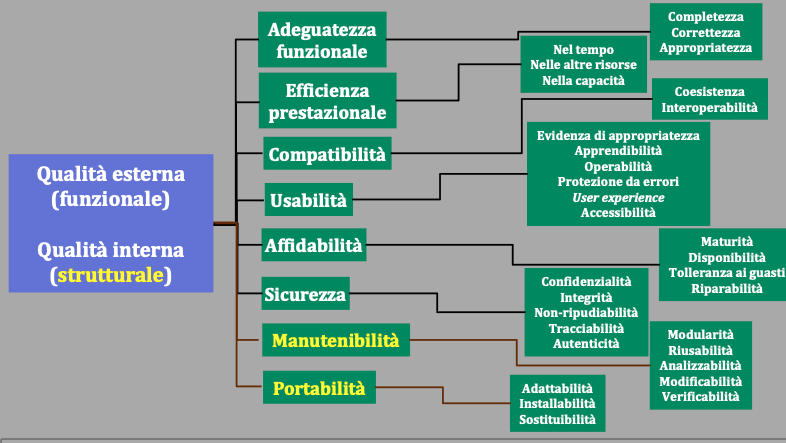 Qualità esterna
(funzionale)
Qualità interna
(strutturale)
Adeguatezza
funzionale
Completezza
Correttezza
Appropriatezza
Efficienza
prestazionale
Nel tempo
Nelle altre risorse
Nella capacità
Compatibilità
Coesistenza
Interoperabilità
Usabilità
Evidenza di appropriatezza
Apprendibilità
Operabilità
Protezione da errori
User experience
Accessibilità
Affidabilità
Maturità
Disponibilità
Tolleranza ai guasti
Riparabilità
Sicurezza
Confidenzialità
Integrità
Non-ripudiabilità
Tracciabilità
Autenticità
Manutenibilità
Modularità
Riusabilità
Analizzabilità
Modificabilità
Verificabilità
Portabilità
Adattabilità
Installabilità
Sostituibilità